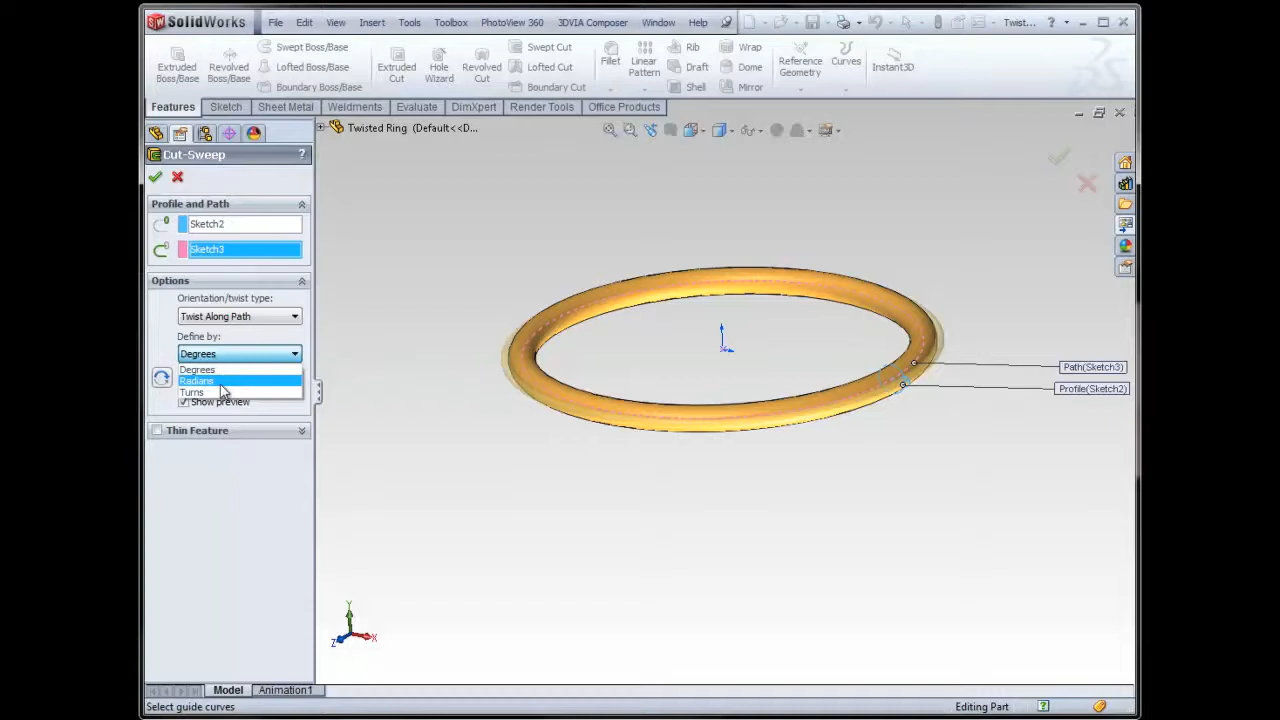 SolidWorks File Edit View Insert Tools Toolbox PhotoView 360 3DVIA Composer Window Help Twist... ?
Extruded Boss/Base
Revolved Boss/Base
Swept Boss/Base
Lofted Boss/Base
Boundary Boss/Base
Extruded Cut
Hole Wizard
Revolved Cut
Swept Cut
Lofted Cut
Boundary Cut
Fillet
Linear Pattern
Rib
Draft
Shell
Wrap
Dome
Mirror
Reference Geometry
Curves
Instant3D
Features Sketch Sheet Metal Weldments Evaluate DimXpert Render Tools Office Products
Twisted Ring (Default<<D...
Cut-Sweep ?
Profile and Path
Sketch2
Sketch3
Options
Orientation/twist type:
Twist Along Path
Define by:
Degrees
Degrees
Radians
Turns
Show preview
Thin Feature
Path(Sketch3)
Profile(Sketch2)
Y
Z X
Model Animation1
Select guide curves Editing Part